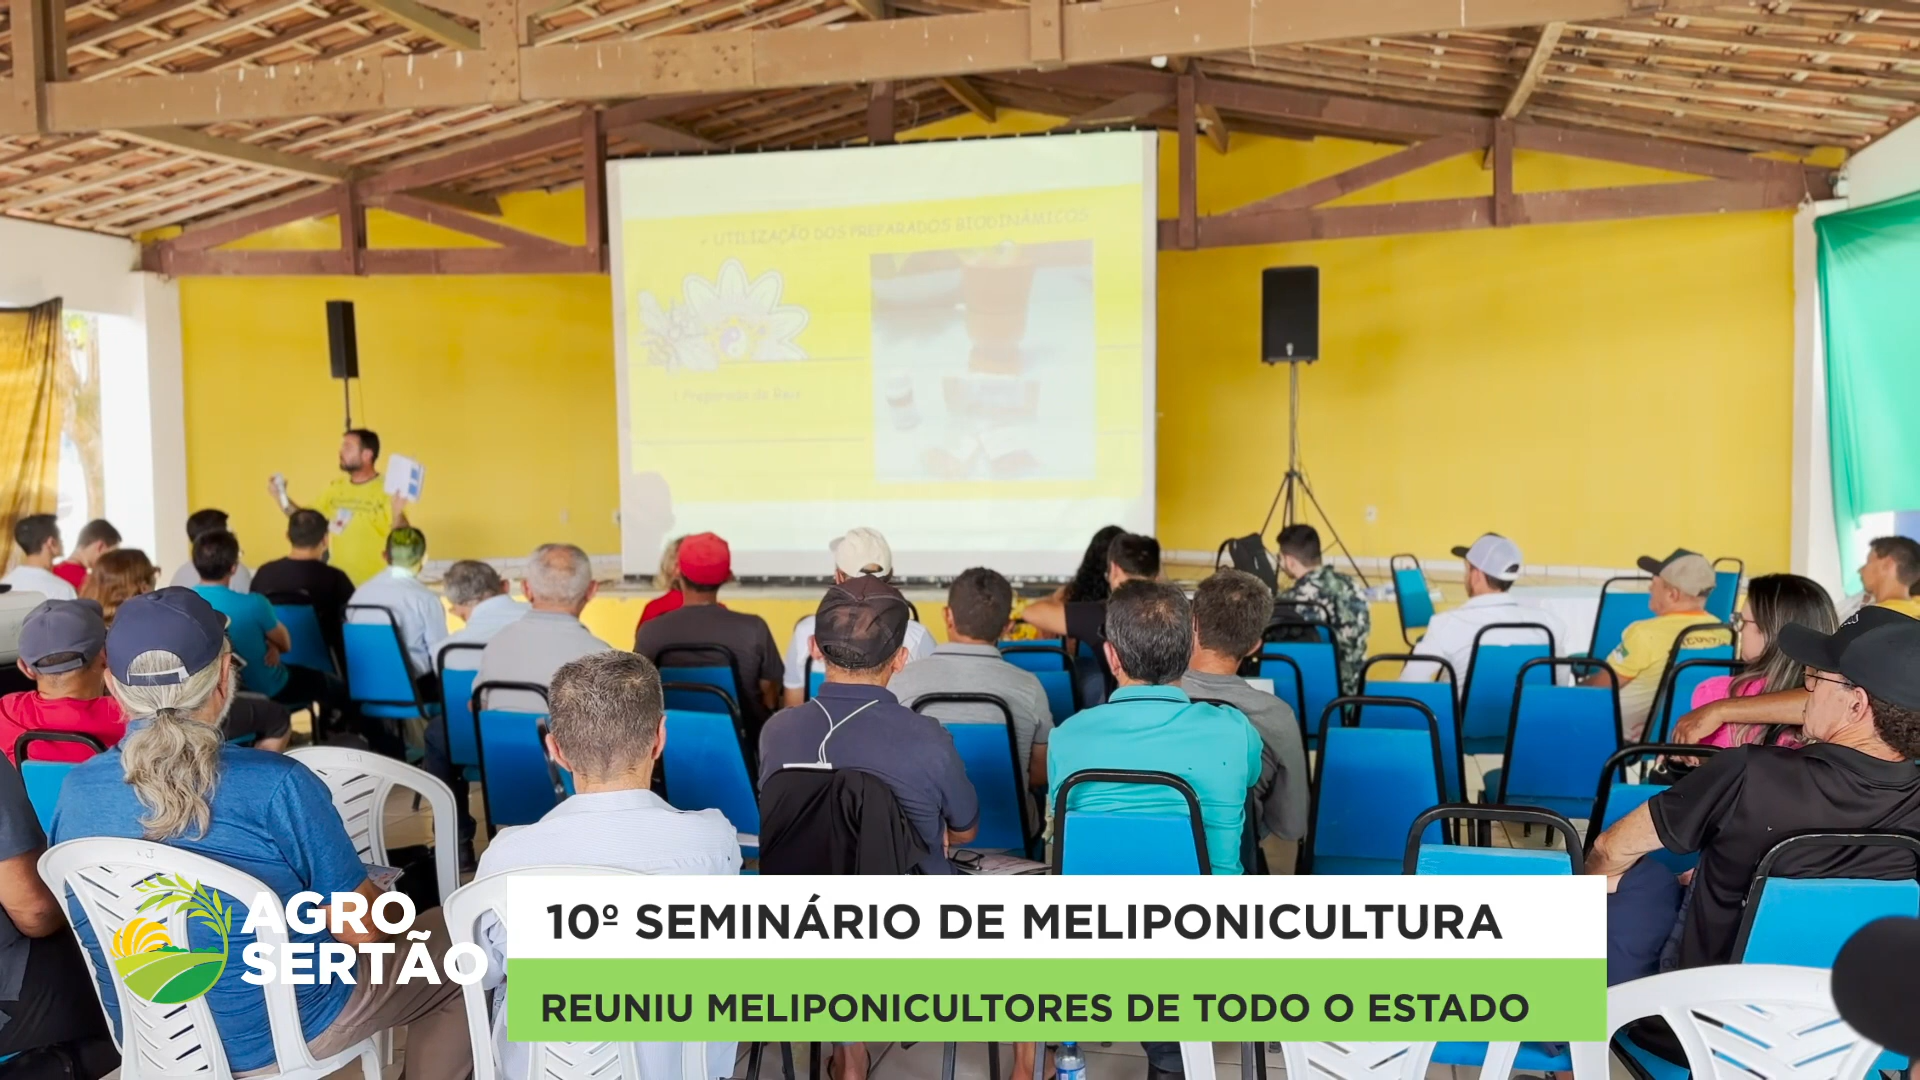 • UTILIZAÇÃO DOS PREPARADOS BIODINÂMICOS
AGRO
SERTÃO
10º SEMINÁRIO DE MELIPONICULTURA
REUNIU MELIPONICULTORES DE TODO O ESTADO